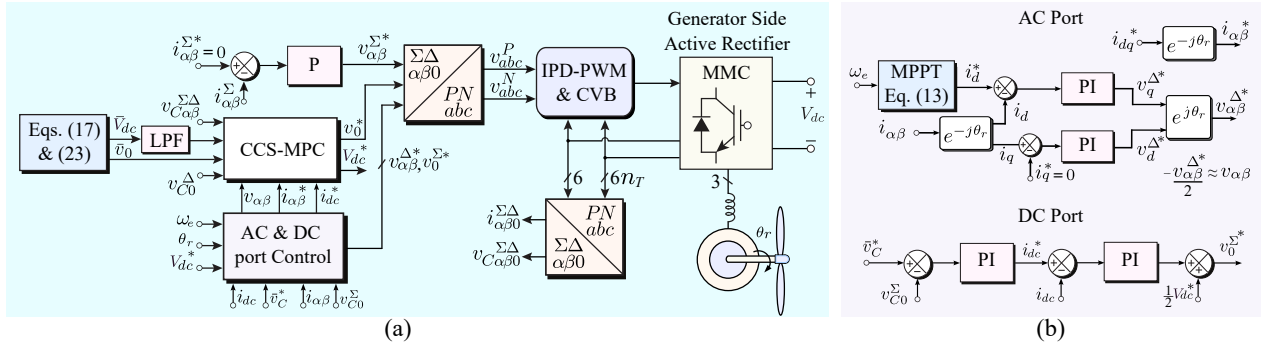 Generator Side
Active Rectifier
i_{αβ}^{Σ*}=0
+
−
i_{αβ}^{Σ}
P
v_{αβ}^{Σ*}
ΣΔ
αβ0
PN
abc
v_{abc}^{P}
v_{abc}^{N}
IPD-PWM
& CVB
MMC
+
V_{dc}
−
v_{Cαβ}^{ΣΔ}
Eqs. (17)
& (23)
V̄_{dc}
LPF
v̄_0
CCS-MPC
v_0^*
V_{dc}^*
v_{C0}^{Δ}
v_{αβ}^{Δ*}, v_0^{Σ*}
6
6n_T
3
v_{αβ}
i_{αβ}^*
i_{dc}^*
ω_e
θ_r
V_{dc}^*
AC & DC
port Control
i_{dc}
v̄_C^*
i_{αβ}
v_{C0}^{Σ}
i_{αβ0}^{ΣΔ}
v_{Cαβ0}^{ΣΔ}
PN
abc
ΣΔ
αβ0
θ_r
(a)
AC Port
i_{dq}^*
e^{-jθ_r}
i_{αβ}^*
ω_e
MPPT
Eq. (13)
i_d^*
+
−
i_d
PI
v_q^{Δ*}
i_{αβ}
e^{-jθ_r}
i_q
+
−
i_q^*=0
PI
v_d^{Δ*}
e^{jθ_r}
v_{αβ}^{Δ*}
-v_{αβ}^{Δ*}/2 ≈ v_{αβ}
DC Port
v̄_C^*
+
−
v_{C0}^{Σ}
PI
i_{dc}^*
+
−
i_{dc}
PI
+
+
½V_{dc}^*
v_0^{Σ*}
(b)